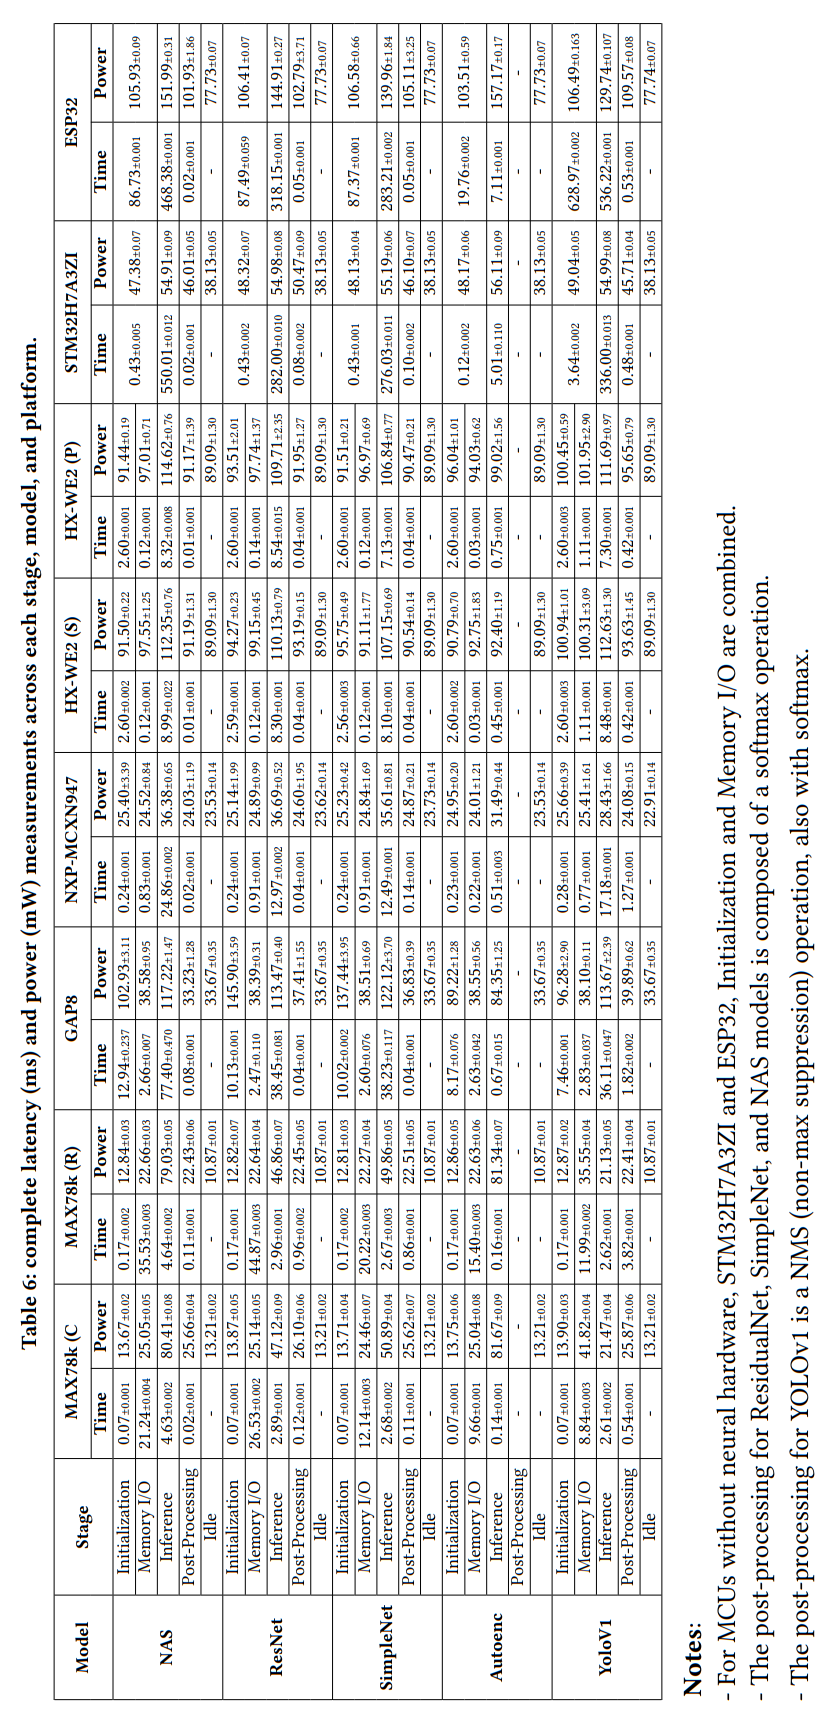 Table 6: complete latency (ms) and power (mW) measurements across each stage, model, and platform.
Model Stage MAX78k (C MAX78k (R) GAP8 NXP-MCXN947 HX-WE2 (S) HX-WE2 (P) STM32H7A3ZI ESP32
Time Power Time Power Time Power Time Power Time Power Time Power Time Power Time Power
NAS Initialization 0.07±0.001 13.67±0.02 0.17±0.002 12.84±0.03 12.94±0.237 102.93±3.11 0.24±0.001 25.40±3.39 2.60±0.002 91.50±0.22 2.60±0.001 91.44±0.19 0.43±0.005 47.38±0.07 86.73±0.001 105.93±0.09
Memory I/O 21.24±0.004 25.05±0.05 35.53±0.003 22.66±0.03 2.66±0.007 38.58±0.95 0.83±0.001 24.52±0.84 0.12±0.001 97.55±1.25 0.12±0.001 97.01±0.71
Inference 4.63±0.002 80.41±0.08 4.64±0.002 79.03±0.05 77.40±0.470 117.22±1.47 24.86±0.002 36.38±0.65 8.99±0.022 112.35±0.76 8.32±0.008 114.62±0.76 550.01±0.012 54.91±0.09 468.38±0.001 151.99±0.31
Post-Processing 0.02±0.001 25.66±0.04 0.11±0.001 22.43±0.06 0.08±0.001 33.23±1.28 0.02±0.001 24.03±1.19 0.01±0.001 91.19±1.31 0.01±0.001 91.17±1.39 0.02±0.001 46.01±0.05 0.02±0.001 101.93±1.86
Idle - 13.21±0.02 - 10.87±0.01 - 33.67±0.35 - 23.53±0.14 - 89.09±1.30 - 89.09±1.30 - 38.13±0.05 - 77.73±0.07
ResNet Initialization 0.07±0.001 13.87±0.05 0.17±0.001 12.82±0.07 10.13±0.001 145.90±3.59 0.24±0.001 25.14±1.99 2.59±0.001 94.27±0.23 2.60±0.001 93.51±2.01 0.43±0.002 48.32±0.07 87.49±0.059 106.41±0.07
Memory I/O 26.53±0.002 25.14±0.05 44.87±0.003 22.64±0.04 2.47±0.110 38.39±0.31 0.91±0.001 24.89±0.99 0.12±0.001 99.15±0.45 0.14±0.001 97.74±1.37
Inference 2.89±0.001 47.12±0.09 2.96±0.001 46.86±0.07 38.45±0.081 113.47±0.40 12.97±0.002 36.69±0.52 8.30±0.001 110.13±0.79 8.54±0.015 109.71±2.35 282.00±0.010 54.98±0.08 318.15±0.001 144.91±0.27
Post-Processing 0.12±0.001 26.10±0.06 0.96±0.002 22.45±0.05 0.04±0.001 37.41±1.55 0.04±0.001 24.60±1.95 0.04±0.001 93.19±0.15 0.04±0.001 91.95±1.27 0.08±0.002 50.47±0.09 0.05±0.001 102.79±3.71
Idle - 13.21±0.02 - 10.87±0.01 - 33.67±0.35 - 23.62±0.14 - 89.09±1.30 - 89.09±1.30 - 38.13±0.05 - 77.73±0.07
SimpleNet Initialization 0.07±0.001 13.71±0.04 0.17±0.002 12.81±0.03 10.02±0.002 137.44±3.95 0.24±0.001 25.23±0.42 2.56±0.003 95.75±0.49 2.60±0.001 91.51±0.21 0.43±0.001 48.13±0.04 87.37±0.001 106.58±0.66
Memory I/O 12.14±0.003 24.46±0.07 20.22±0.003 22.27±0.04 2.60±0.076 38.51±0.69 0.91±0.001 24.84±1.69 0.12±0.001 91.11±1.77 0.12±0.001 96.97±0.69
Inference 2.68±0.002 50.89±0.04 2.67±0.003 49.86±0.05 38.23±0.117 122.12±3.70 12.49±0.001 35.61±0.81 8.10±0.001 107.15±0.69 7.13±0.001 106.84±0.77 276.03±0.011 55.19±0.06 283.21±0.002 139.96±1.84
Post-Processing 0.11±0.001 25.62±0.07 0.86±0.001 22.51±0.05 0.04±0.001 36.83±0.39 0.14±0.001 24.87±0.21 0.04±0.001 90.54±0.14 0.04±0.001 90.47±0.21 0.10±0.002 46.10±0.07 0.05±0.001 105.11±3.25
Idle - 13.21±0.02 - 10.87±0.01 - 33.67±0.35 - 23.73±0.14 - 89.09±1.30 - 89.09±1.30 - 38.13±0.05 - 77.73±0.07
Autoenc Initialization 0.07±0.001 13.75±0.06 0.17±0.001 12.86±0.05 8.17±0.076 89.22±1.28 0.23±0.001 24.95±0.20 2.60±0.002 90.79±0.70 2.60±0.001 96.04±1.01 0.12±0.002 48.17±0.06 19.76±0.002 103.51±0.59
Memory I/O 9.66±0.001 25.04±0.08 15.40±0.003 22.63±0.06 2.63±0.042 38.55±0.56 0.22±0.001 24.01±1.21 0.03±0.001 92.75±1.83 0.03±0.001 94.03±0.62
Inference 0.14±0.001 81.67±0.09 0.16±0.001 81.34±0.07 0.67±0.015 84.35±1.25 0.51±0.003 31.49±0.44 0.45±0.001 92.40±1.19 0.75±0.001 99.02±1.56 5.01±0.110 56.11±0.09 7.11±0.001 157.17±0.17
Post-Processing - - - - - - - - - - - - - - - -
Idle - 13.21±0.02 - 10.87±0.01 - 33.67±0.35 - 23.53±0.14 - 89.09±1.30 - 89.09±1.30 - 38.13±0.05 - 77.73±0.07
YoloV1 Initialization 0.07±0.001 13.90±0.03 0.17±0.001 12.87±0.02 7.46±0.001 96.28±2.90 0.28±0.001 25.66±0.39 2.60±0.003 100.94±1.01 2.60±0.003 100.45±0.59 3.64±0.002 49.04±0.05 628.97±0.002 106.49±0.163
Memory I/O 8.84±0.003 41.82±0.04 11.99±0.002 35.55±0.04 2.83±0.037 38.10±0.11 0.77±0.001 25.41±1.61 1.11±0.001 100.31±3.09 1.11±0.001 101.95±2.90
Inference 2.61±0.002 21.47±0.04 2.62±0.001 21.13±0.05 36.11±0.047 113.67±2.39 17.18±0.001 28.43±1.66 8.48±0.001 112.63±1.30 7.30±0.001 111.69±0.97 336.00±0.013 54.99±0.08 536.22±0.001 129.74±0.107
Post-Processing 0.54±0.001 25.87±0.06 3.82±0.001 22.41±0.04 1.82±0.002 39.89±0.62 1.27±0.001 24.08±0.15 0.42±0.001 93.63±1.45 0.42±0.001 95.65±0.79 0.48±0.001 45.71±0.04 0.53±0.001 109.57±0.08
Idle - 13.21±0.02 - 10.87±0.01 - 33.67±0.35 - 22.91±0.14 - 89.09±1.30 - 89.09±1.30 - 38.13±0.05 - 77.74±0.07
Notes:
- For MCUs without neural hardware, STM32H7A3ZI and ESP32, Initialization and Memory I/O are combined.
- The post-processing for ResidualNet, SimpleNet, and NAS models is composed of a softmax operation.
- The post-processing for YOLOv1 is a NMS (non-max suppression) operation, also with softmax.